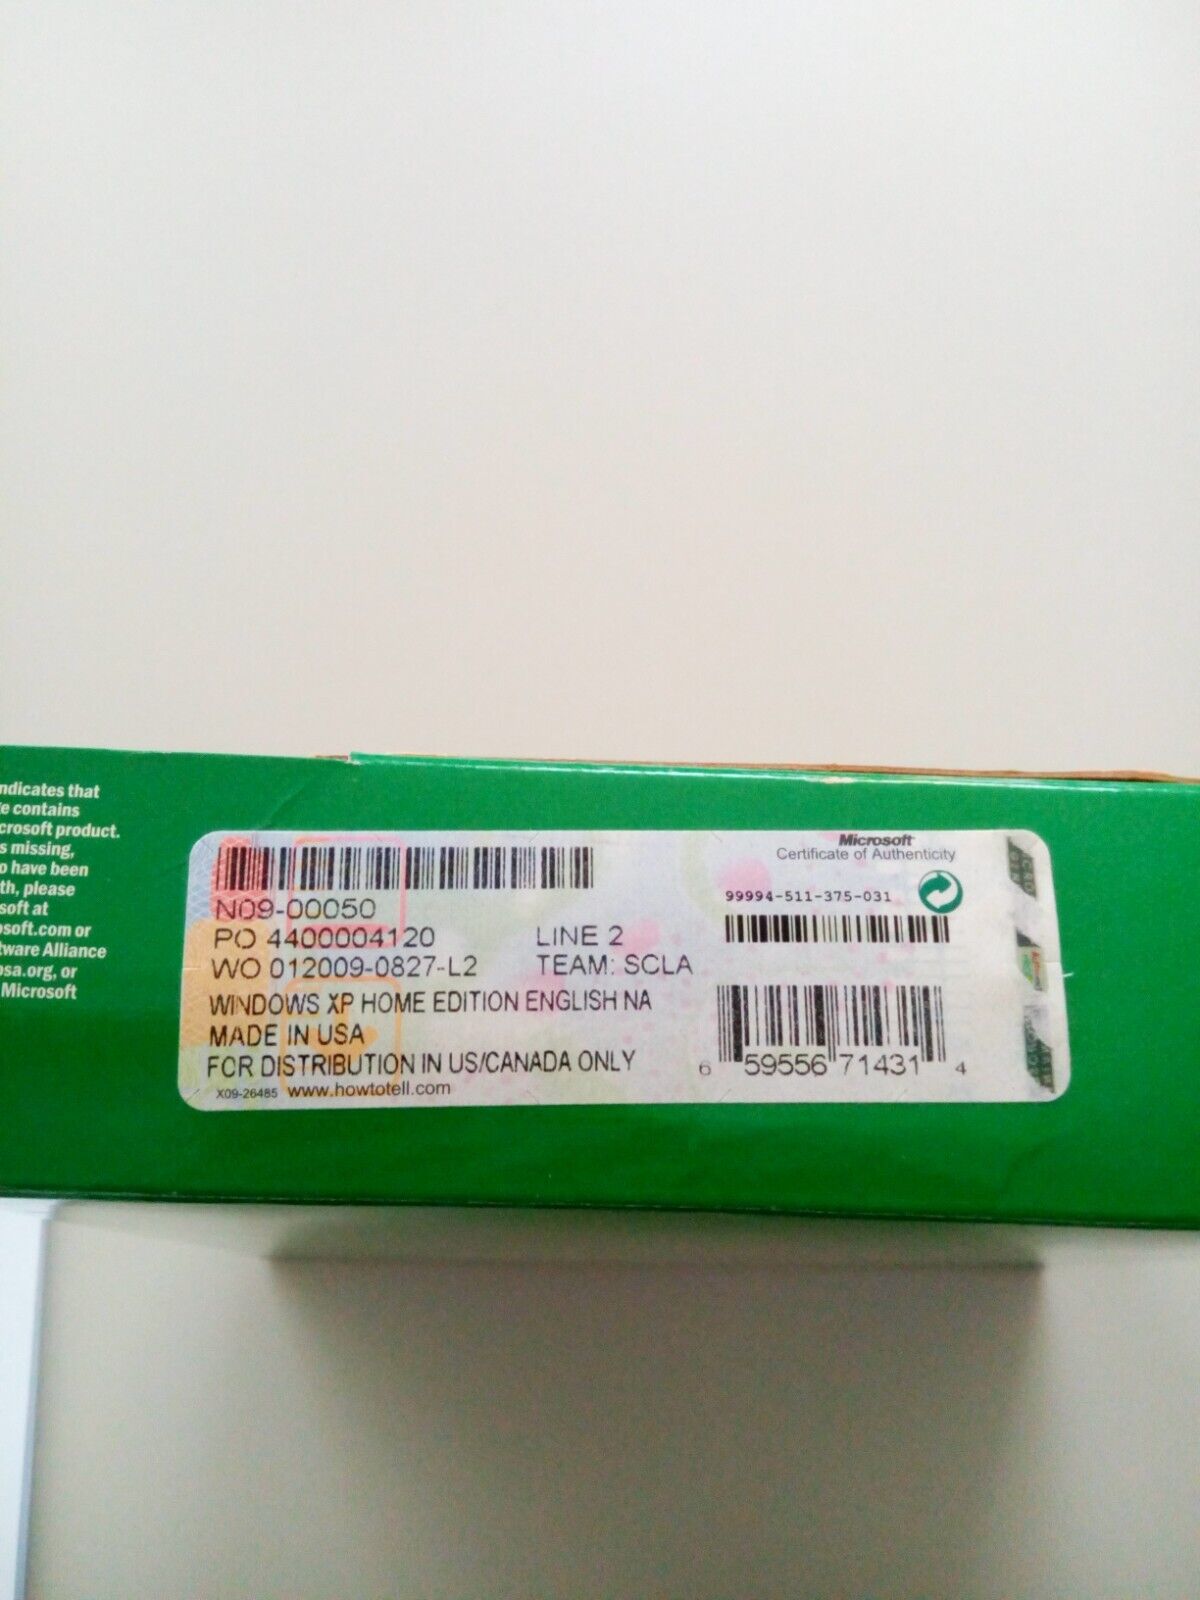 ndicates that
e contains
crosoft product.
s missing,
o have been
th, please
soft at
osoft.com or
tware Alliance
osa.org, or
Microsoft
N09-00050
PO 4400004120 LINE 2
WO 012009-0827-L2 TEAM: SCLA
WINDOWS XP HOME EDITION ENGLISH NA
MADE IN USA
FOR DISTRIBUTION IN US/CANADA ONLY
X09-26485 www.howtotell.com
Microsoft
Certificate of Authenticity
99994-511-375-031
6 59556 71431 4